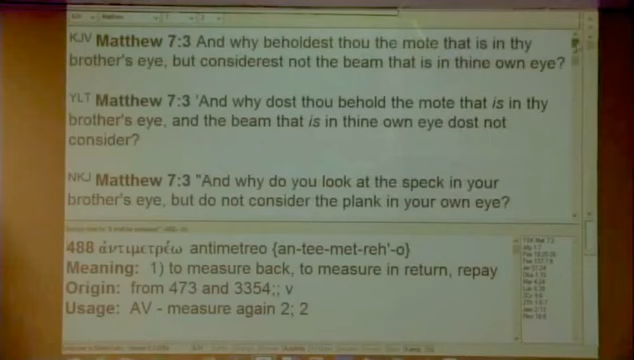 KJV Matthew 7:3 And why beholdest thou the mote that is in thy
brother's eye, but considerest not the beam that is in thine own eye?
YLT Matthew 7:3 'And why dost thou behold the mote that is in thy
brother's eye, and the beam that is in thine own eye dost not
consider?
NKJ Matthew 7:3 "And why do you look at the speck in your
brother's eye, but do not consider the plank in your own eye?
488 ἀντιμετρέω antimetreo {an-tee-met-reh'-o}
Meaning: 1) to measure back, to measure in return, repay
Origin: from 473 and 3354;; v
Usage: AV - measure again 2; 2